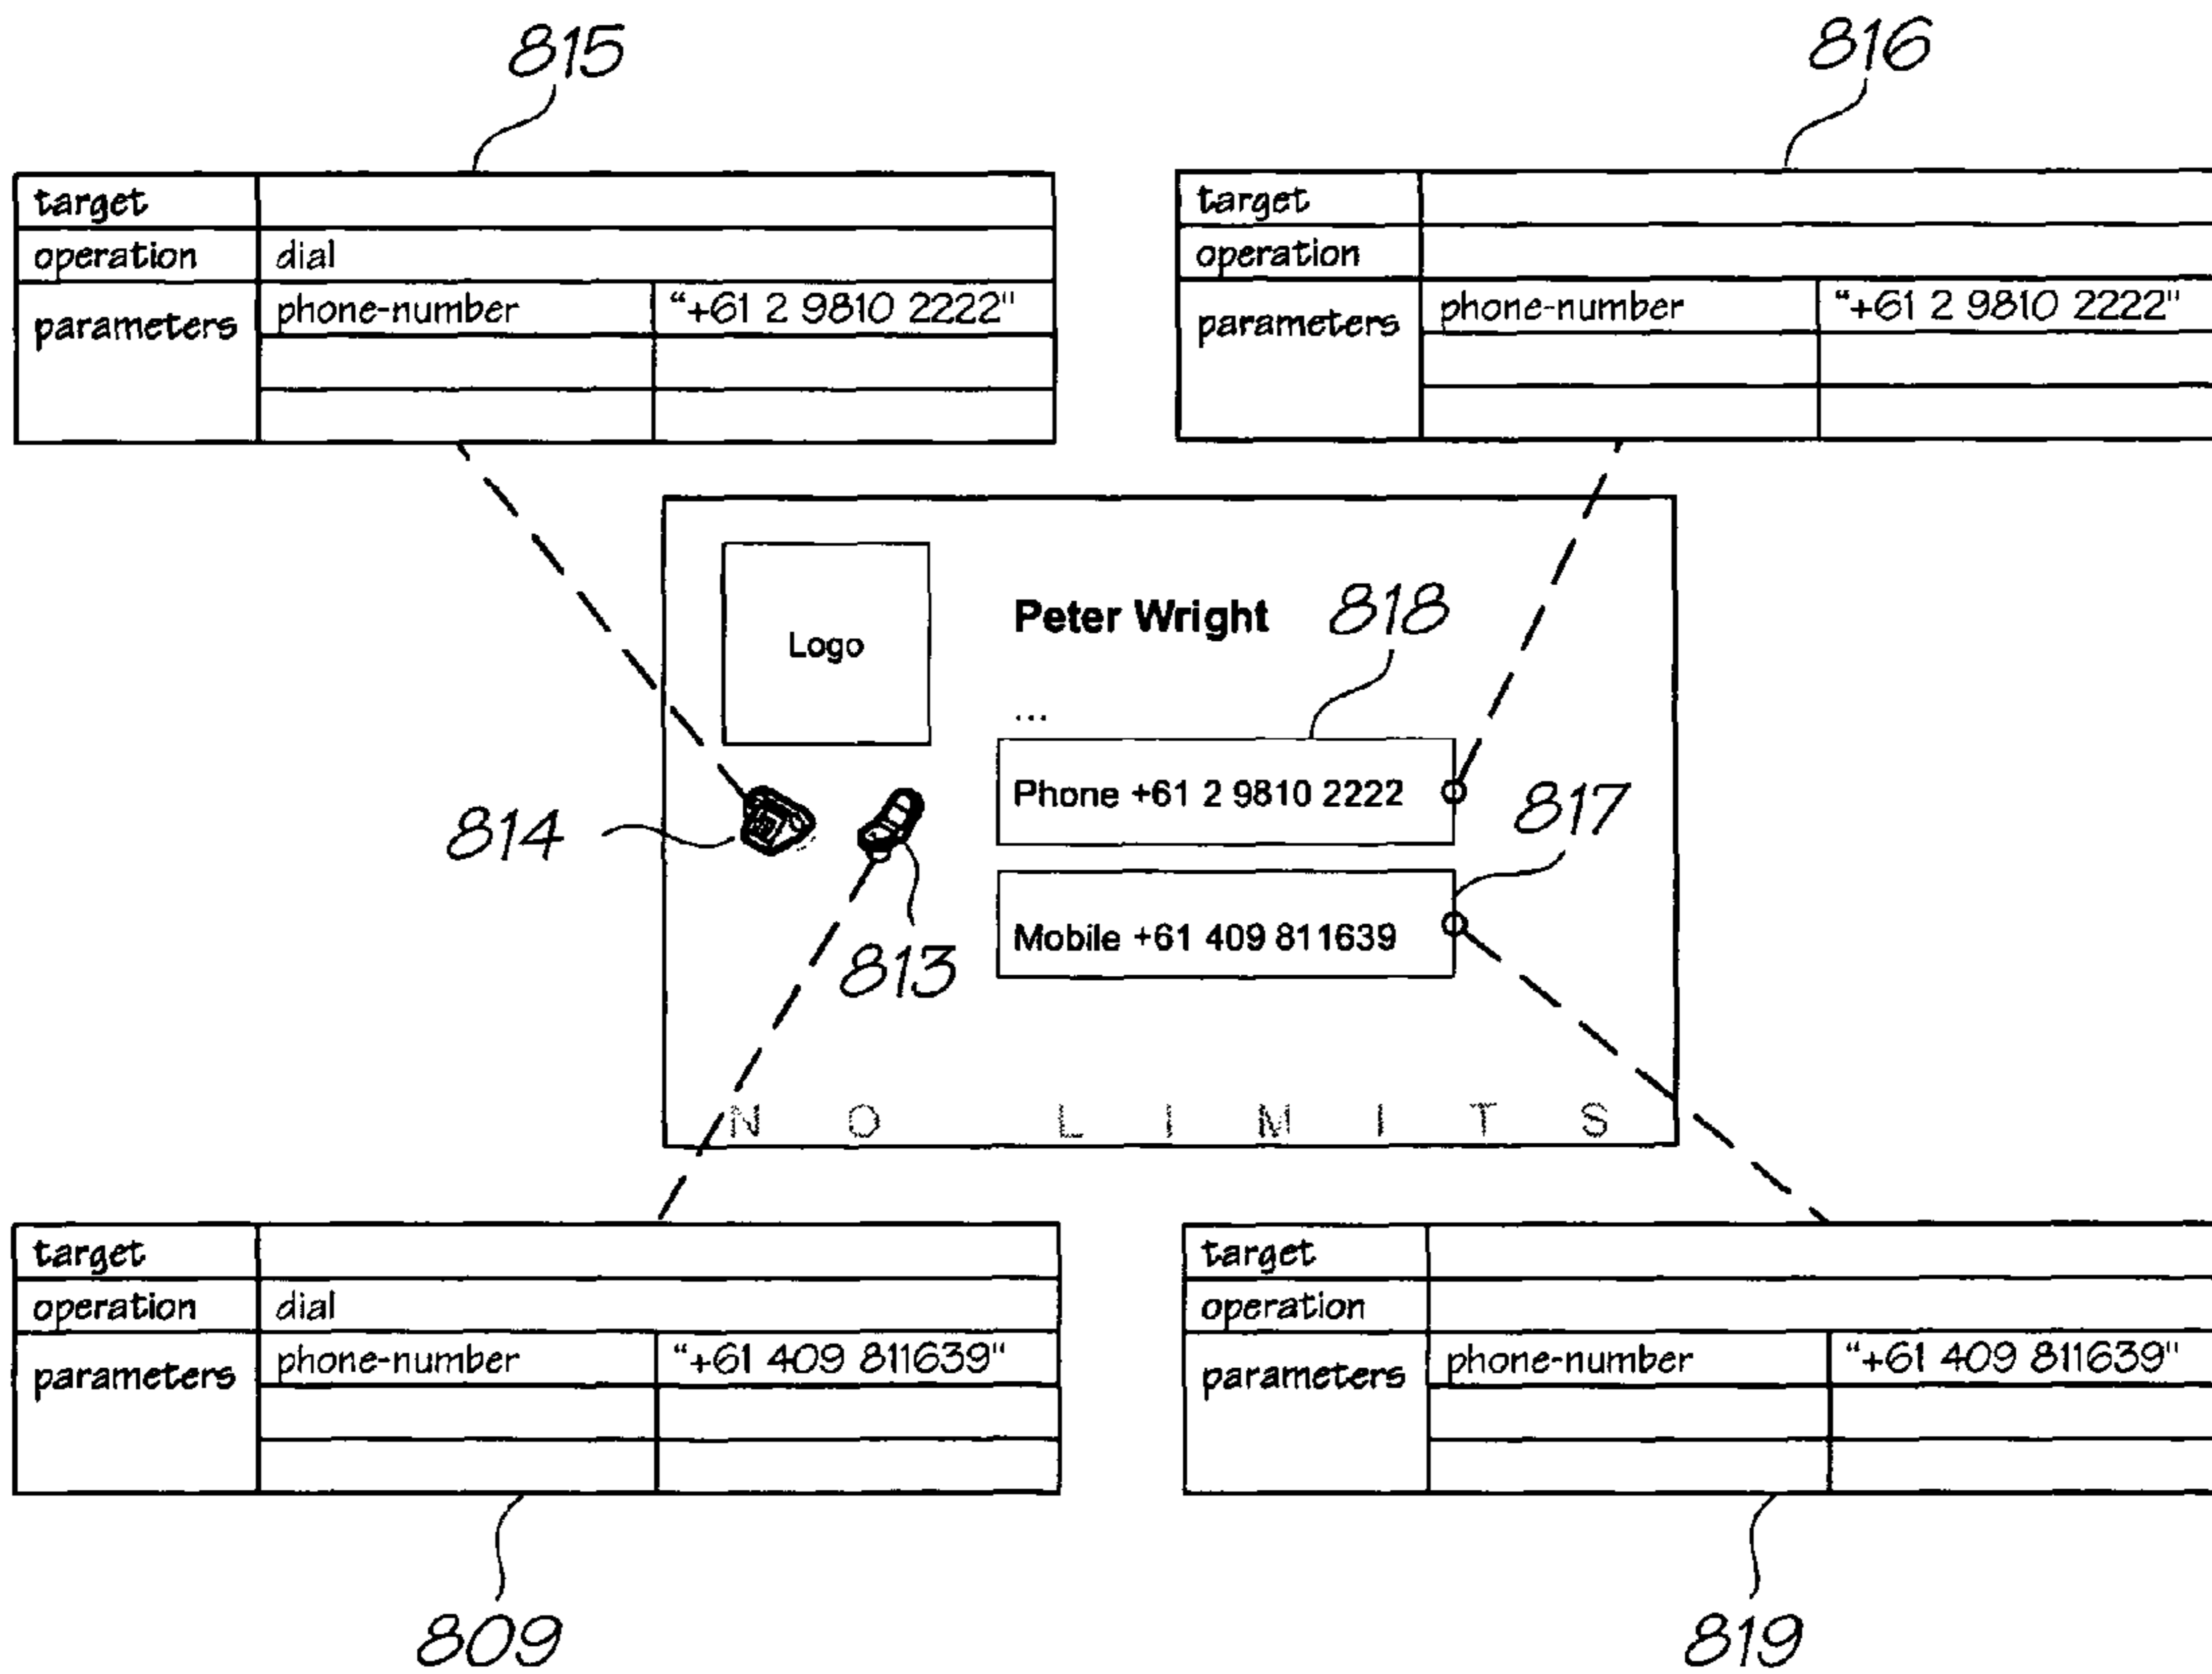 815
816
target
operation dial
parameters phone-number “+61 2 9810 2222"
target
operation
parameters phone-number “+61 2 9810 2222"
Logo
Peter Wright
818
...
Phone +61 2 9810 2222
814
817
813
Mobile +61 409 811639
N O L I M I T S
target
operation dial
parameters phone-number “+61 409 811639"
target
operation
parameters phone-number “+61 409 811639"
809
819